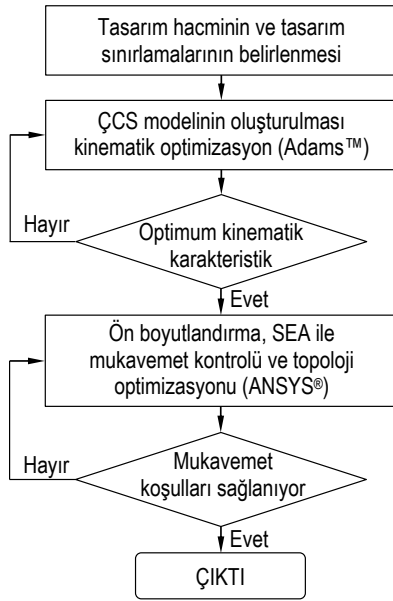 Tasarım hacminin ve tasarım
sınırlamalarının belirlenmesi
ÇCS modelinin oluşturulması
kinematik optimizasyon (Adams™)
Hayır
Optimum kinematik
karakteristik
Evet
Ön boyutlandırma, SEA ile
mukavemet kontrolü ve topoloji
optimizasyonu (ANSYS®)
Hayır
Mukavemet
koşulları sağlanıyor
Evet
ÇIKTI